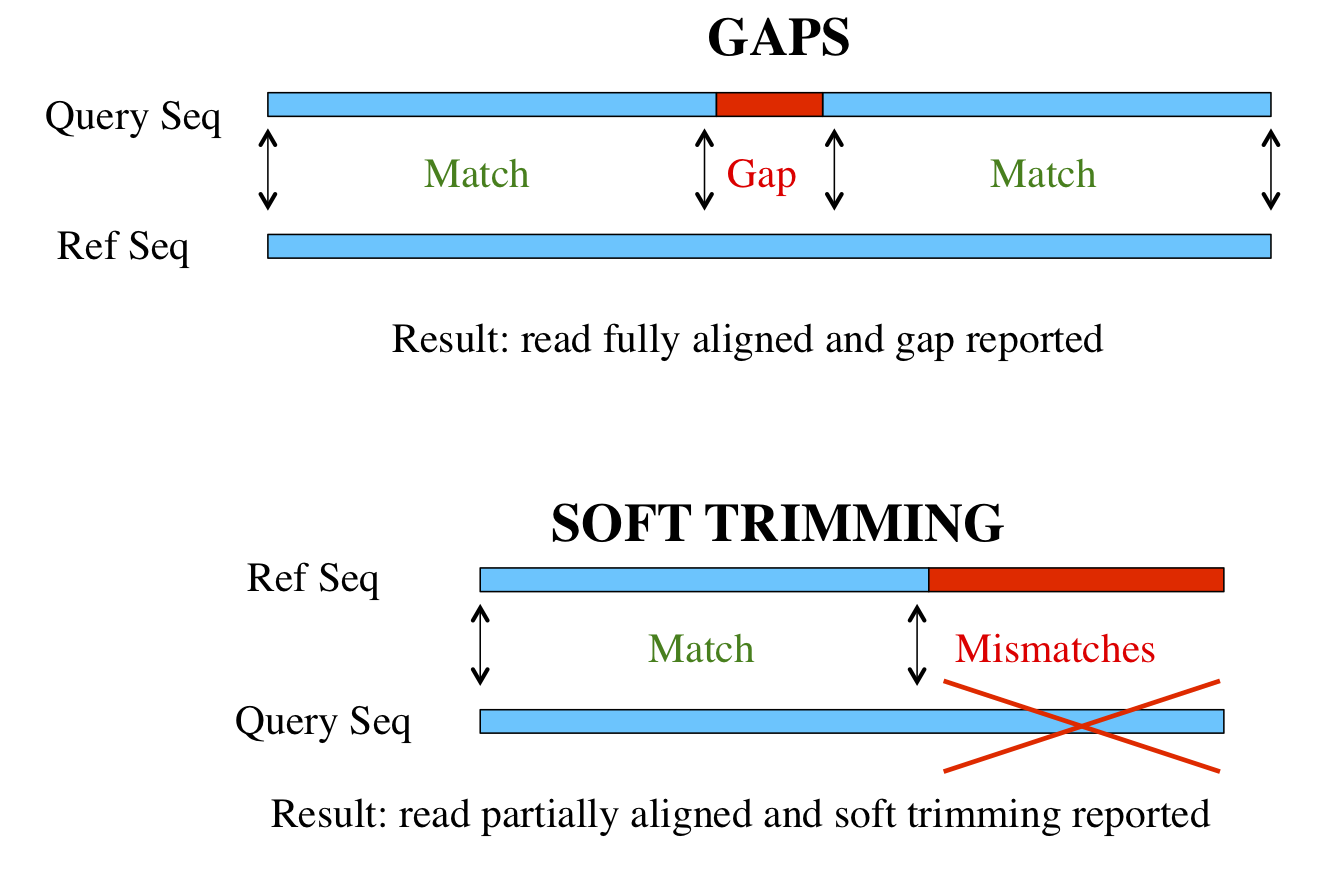 GAPS
Query Seq
Match Gap Match
Ref Seq
Result: read fully aligned and gap reported
SOFT TRIMMING
Ref Seq
Match Mismatches
Query Seq
Result: read partially aligned and soft trimming reported